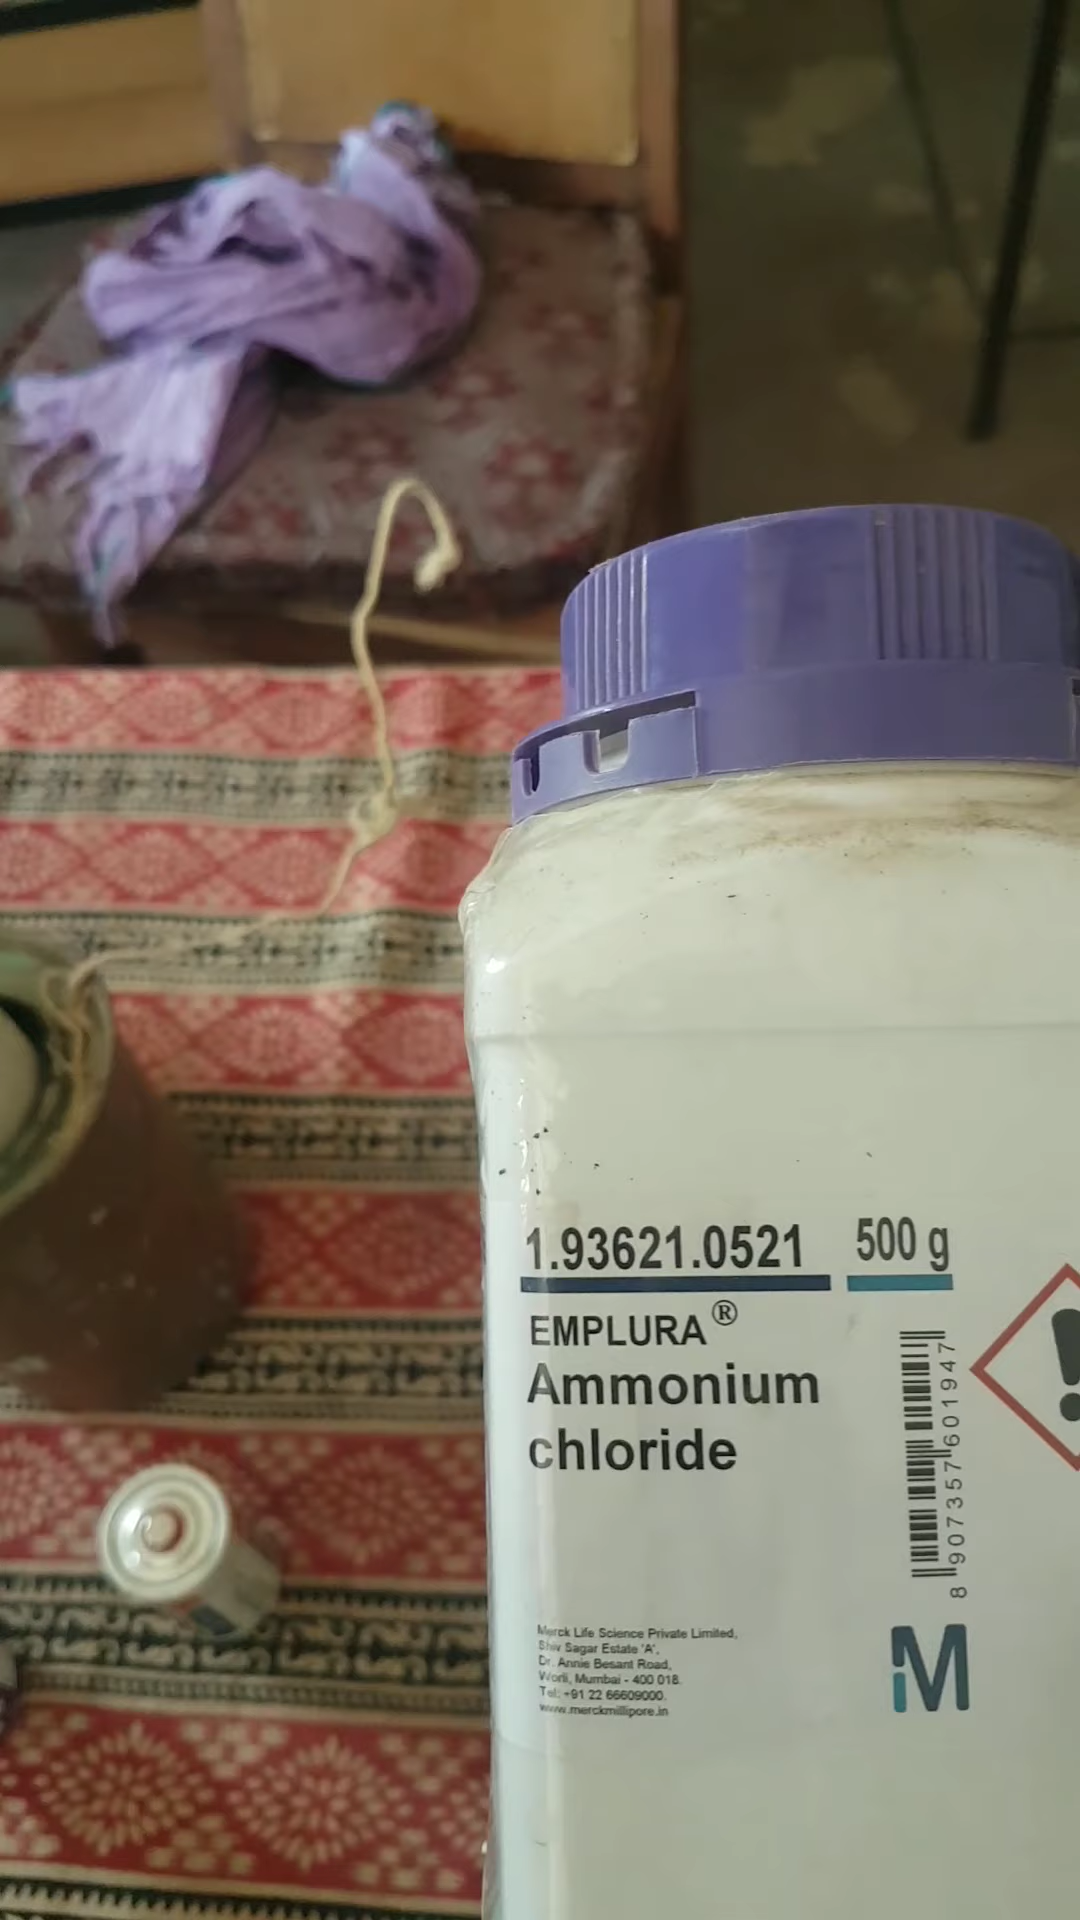 1.93621.0521 500 g
EMPLURA®
Ammonium
chloride
8 907357 601947
Merck Life Science Private Limited,
Shiv Sagar Estate 'A',
Dr. Annie Besant Road,
Worli, Mumbai - 400 018.
Tel: +91 22 66609000.
www.merckmillipore.in
M